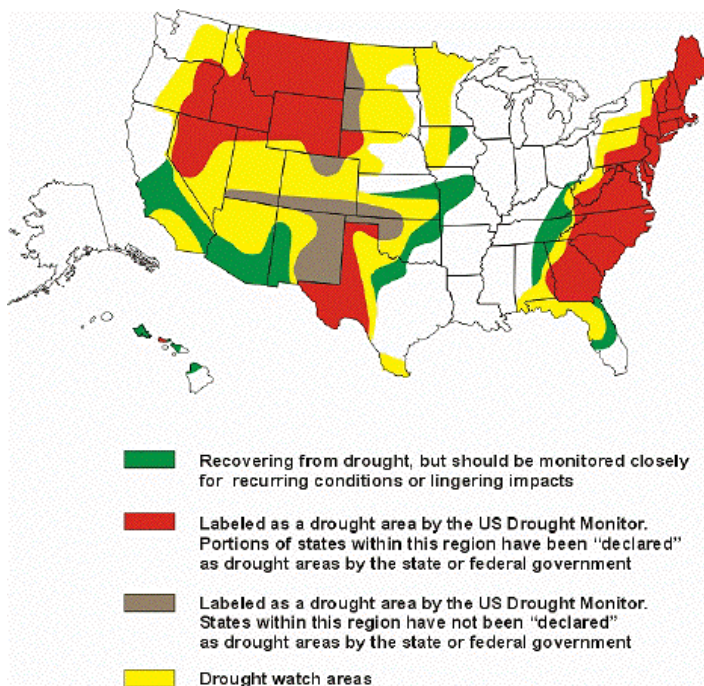 Recovering from drought, but should be monitored closely
for recurring conditions or lingering impacts
Labeled as a drought area by the US Drought Monitor.
Portions of states within this region have been “declared”
as drought areas by the state or federal government
Labeled as a drought area by the US Drought Monitor.
States within this region have not been “declared”
as drought areas by the state or federal government
Drought watch areas